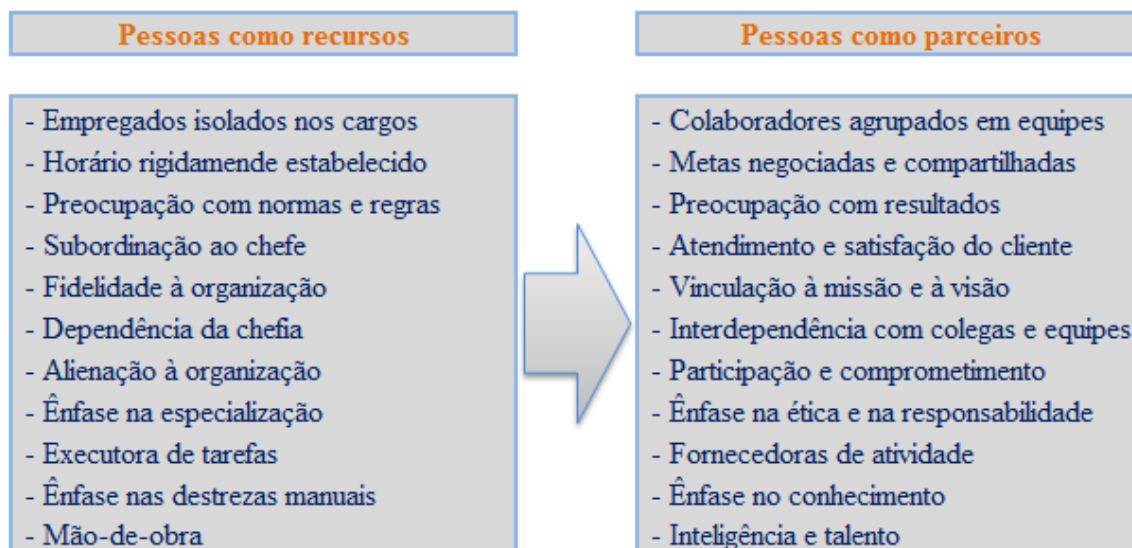 Pessoas como recursos
- Empregados isolados nos cargos
- Horário rigidamende estabelecido
- Preocupação com normas e regras
- Subordinação ao chefe
- Fidelidade à organização
- Dependência da chefia
- Alienação à organização
- Ênfase na especialização
- Executora de tarefas
- Ênfase nas destrezas manuais
- Mão-de-obra
Pessoas como parceiros
- Colaboradores agrupados em equipes
- Metas negociadas e compartilhadas
- Preocupação com resultados
- Atendimento e satisfação do cliente
- Vinculação à missão e à visão
- Interdependência com colegas e equipes
- Participação e comprometimento
- Ênfase na ética e na responsabilidade
- Fornecedoras de atividade
- Ênfase no conhecimento
- Inteligência e talento